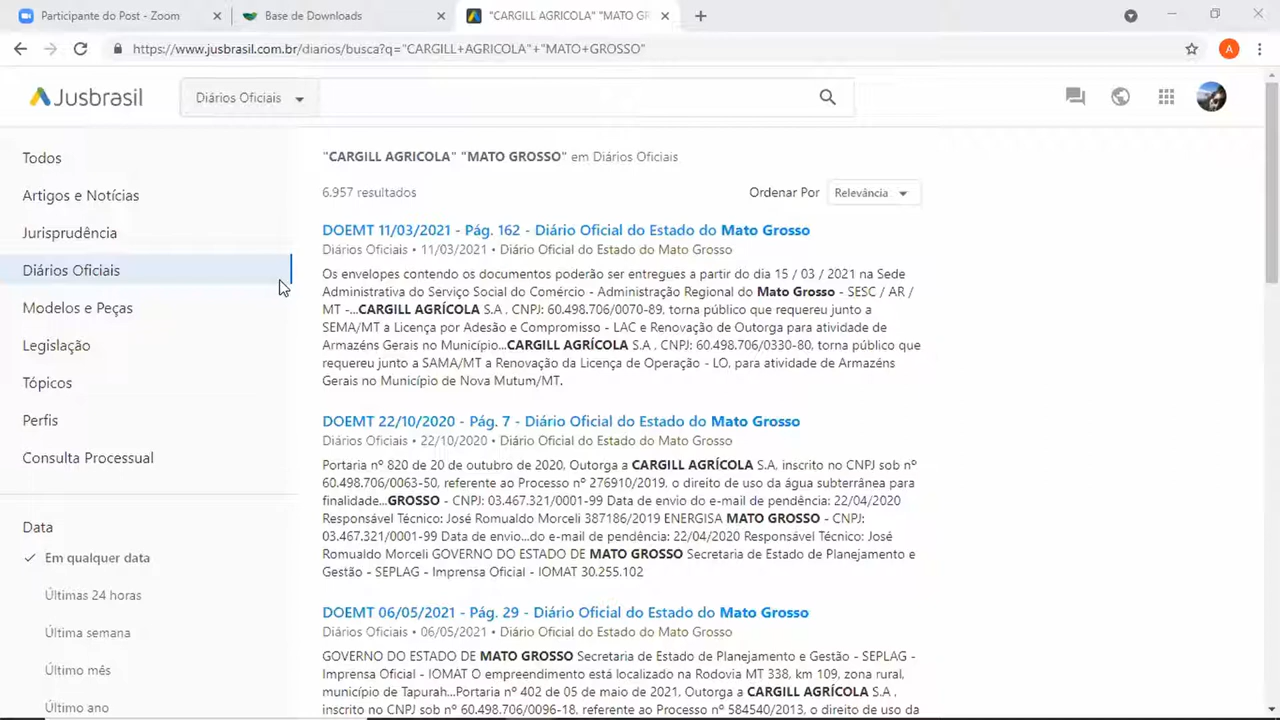 Participante do Post - Zoom
Base de Downloads
"CARGILL AGRICOLA" "MATO GR
https://www.jusbrasil.com.br/diarios/busca?q="CARGILL+AGRICOLA"+"MATO+GROSSO"
A
Jusbrasil
Diários Oficiais
Todos
Artigos e Notícias
Jurisprudência
Diários Oficiais
Modelos e Peças
Legislação
Tópicos
Perfis
Consulta Processual
Data
Em qualquer data
Últimas 24 horas
Última semana
Último mês
Último ano
"CARGILL AGRICOLA" "MATO GROSSO" em Diários Oficiais
6.957 resultados
Ordenar Por Relevância
DOEMT 11/03/2021 - Pág. 162 - Diário Oficial do Estado do Mato Grosso
Diários Oficiais • 11/03/2021 • Diário Oficial do Estado do Mato Grosso
Os envelopes contendo os documentos poderão ser entregues a partir do dia 15 / 03 / 2021 na Sede
Administrativa do Serviço Social do Comércio - Administração Regional do Mato Grosso - SESC / AR /
MT -...CARGILL AGRÍCOLA S.A , CNPJ: 60.498.706/0070-89, torna público que requereu junto a
SEMA/MT a Licença por Adesão e Compromisso - LAC e Renovação de Outorga para atividade de
Armazéns Gerais no Município...CARGILL AGRÍCOLA S.A , CNPJ: 60.498.706/0330-80, torna público que
requereu junto a SAMA/MT a Renovação da Licença de Operação - LO, para atividade de Armazéns
Gerais no Município de Nova Mutum/MT.
DOEMT 22/10/2020 - Pág. 7 - Diário Oficial do Estado do Mato Grosso
Diários Oficiais • 22/10/2020 • Diário Oficial do Estado do Mato Grosso
Portaria nº 820 de 20 de outubro de 2020, Outorga a CARGILL AGRÍCOLA S.A, inscrito no CNPJ sob nº
60.498.706/0063-50, referente ao Processo nº 276910/2019, o direito de uso da água subterrânea para
finalidade...GROSSO - CNPJ: 03.467.321/0001-99 Data de envio do e-mail de pendência: 22/04/2020
Responsável Técnico: José Romualdo Morceli 387186/2019 ENERGISA MATO GROSSO - CNPJ:
03.467.321/0001-99 Data de envio...do e-mail de pendência: 22/04/2020 Responsável Técnico: José
Romualdo Morceli GOVERNO DO ESTADO DE MATO GROSSO Secretaria de Estado de Planejamento e
Gestão - SEPLAG - Imprensa Oficial - IOMAT 30.255.102
DOEMT 06/05/2021 - Pág. 29 - Diário Oficial do Estado do Mato Grosso
Diários Oficiais • 06/05/2021 • Diário Oficial do Estado do Mato Grosso
GOVERNO DO ESTADO DE MATO GROSSO Secretaria de Estado de Planejamento e Gestão - SEPLAG -
Imprensa Oficial - IOMAT O empreendimento está localizado na Rodovia MT 338, km 109, zona rural,
município de Tapurah...Portaria nº 402 de 05 de maio de 2021, Outorga a CARGILL AGRÍCOLA S.A ,
inscrito no CNPJ sob nº 60.498.706/0096-18, referente ao Processo nº 584540/2013, o direito de uso da